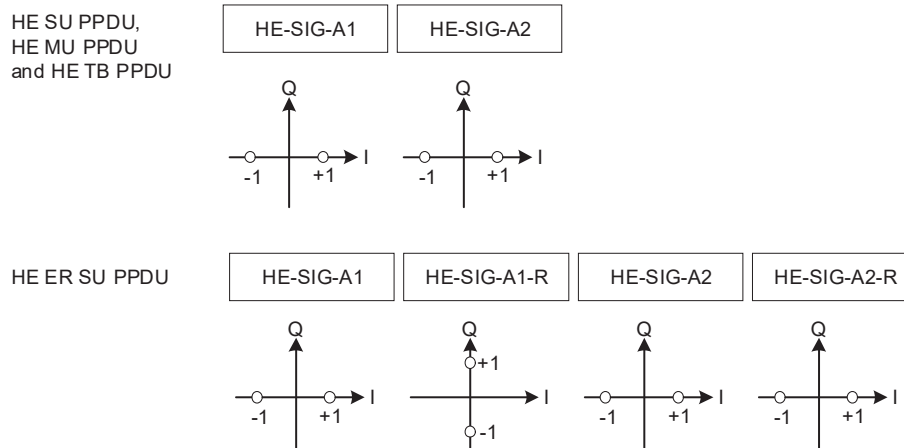 HE SU PPDU,
HE MU PPDU
and HE TB PPDU
HE-SIG-A1
HE-SIG-A2
Q
I
-1
+1
Q
I
-1
+1
HE ER SU PPDU
HE-SIG-A1
HE-SIG-A1-R
HE-SIG-A2
HE-SIG-A2-R
Q
I
-1
+1
Q
+1
I
-1
Q
I
-1
+1
Q
I
-1
+1